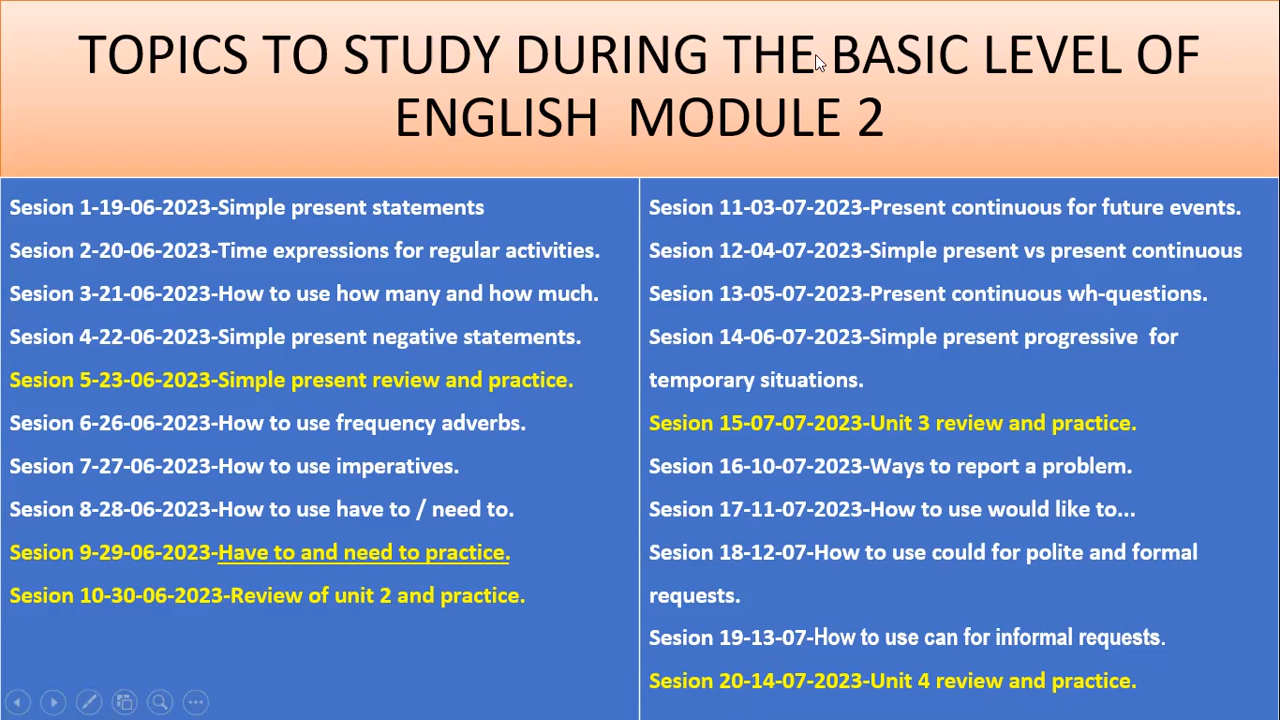 TOPICS TO STUDY DURING THE BASIC LEVEL OF
ENGLISH  MODULE 2
Sesion 1-19-06-2023-Simple present statements
Sesion 2-20-06-2023-Time expressions for regular activities.
Sesion 3-21-06-2023-How to use how many and how much.
Sesion 4-22-06-2023-Simple present negative statements.
Sesion 5-23-06-2023-Simple present review and practice.
Sesion 6-26-06-2023-How to use frequency adverbs.
Sesion 7-27-06-2023-How to use imperatives.
Sesion 8-28-06-2023-How to use have to / need to.
Sesion 9-29-06-2023-Have to and need to practice.
Sesion 10-30-06-2023-Review of unit 2 and practice.
Sesion 11-03-07-2023-Present continuous for future events.
Sesion 12-04-07-2023-Simple present vs present continuous
Sesion 13-05-07-2023-Present continuous wh-questions.
Sesion 14-06-07-2023-Simple present progressive  for
temporary situations.
Sesion 15-07-07-2023-Unit 3 review and practice.
Sesion 16-10-07-2023-Ways to report a problem.
Sesion 17-11-07-2023-How to use would like to...
Sesion 18-12-07-How to use could for polite and formal
requests.
Sesion 19-13-07-How to use can for informal requests.
Sesion 20-14-07-2023-Unit 4 review and practice.